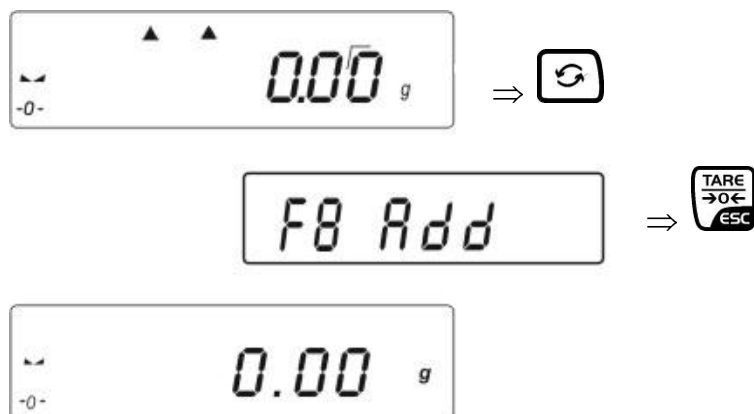 0.00 g
-0-
F8 Add
TARE
→0←
ESC
0.00 g
-0-